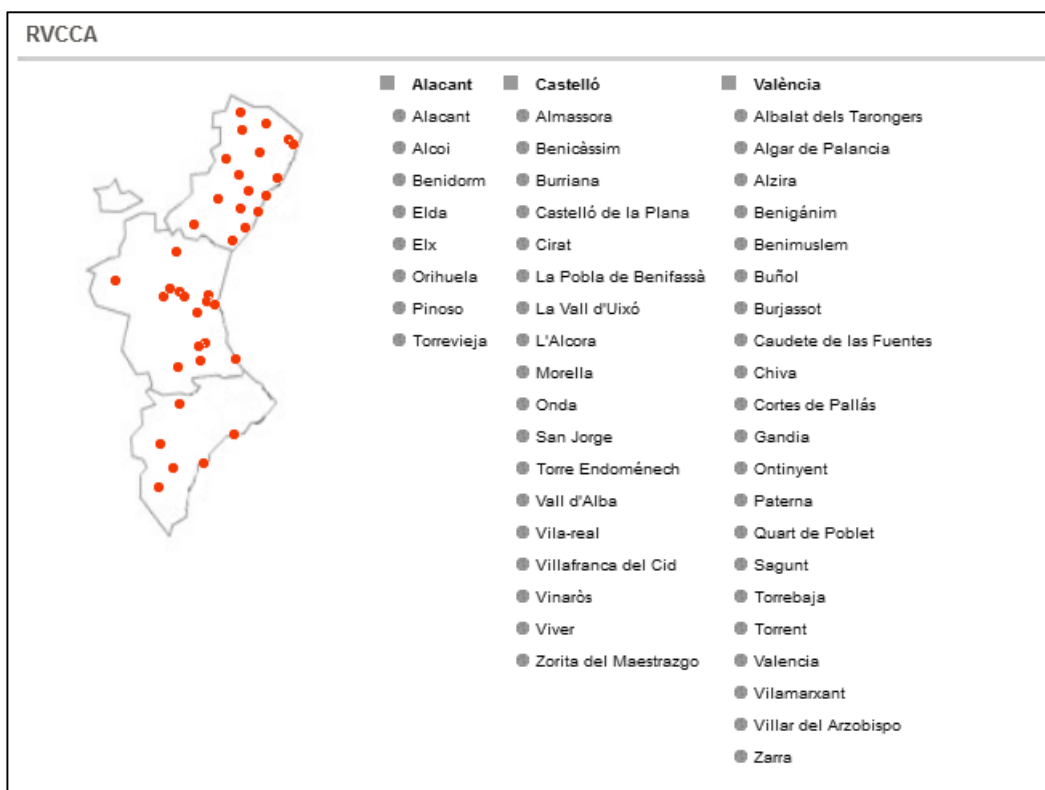 RVCCA
Alacant
Alacant
Alcoi
Benidorm
Elda
Elx
Orihuela
Pinoso
Torrevieja
Castelló
Almassora
Benicàssim
Burriana
Castelló de la Plana
Cirat
La Pobla de Benifassà
La Vall d'Uixó
L'Alcora
Morella
Onda
San Jorge
Torre Endoménech
Vall d'Alba
Vila-real
Villafranca del Cid
Vinaròs
Viver
Zorita del Maestrazgo
València
Albalat dels Tarongers
Algar de Palancia
Alzira
Benigánim
Benimuslem
Buñol
Burjassot
Caudete de las Fuentes
Chiva
Cortes de Pallás
Gandia
Ontinyent
Paterna
Quart de Poblet
Sagunt
Torrebaja
Torrent
Valencia
Vilamarxant
Villar del Arzobispo
Zarra